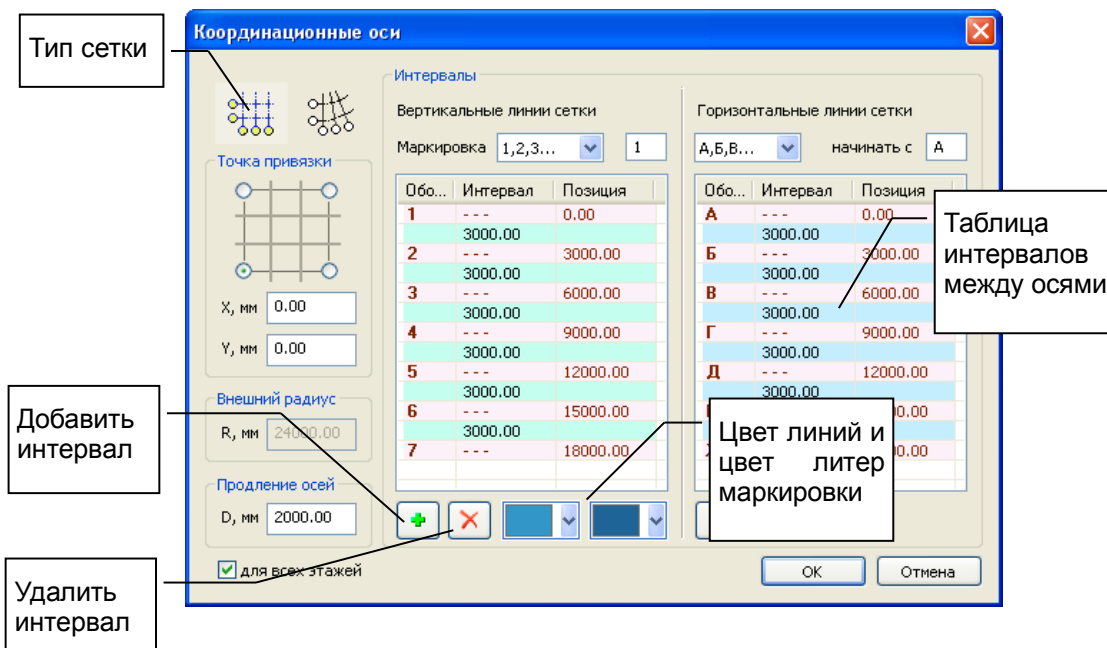 Координационные оси
Тип сетки
Интервалы
Вертикальные линии сетки
Горизонтальные линии сетки
Маркировка 1,2,3... 1
А,Б,В... начинать с А
Точка привязки
Обо... Интервал Позиция
1 - - - 0.00
3000.00
2 - - - 3000.00
3000.00
3 - - - 6000.00
3000.00
4 - - - 9000.00
3000.00
5 - - - 12000.00
3000.00
6 - - - 15000.00
3000.00
7 - - - 18000.00
Обо... Интервал Позиция
А - - - 0.00
3000.00
Б - - - 3000.00
3000.00
В - - - 6000.00
3000.00
Г - - - 9000.00
3000.00
Д - - - 12000.00
3000.00
Таблица
интервалов
между осями
X, мм 0.00
Y, мм 0.00
Внешний радиус
R, мм 24000.00
Продление осей
D, мм 2000.00
для всех этажей
Добавить
интервал
Цвет линий и
цвет литер
маркировки
Удалить
интервал
ОК
Отмена